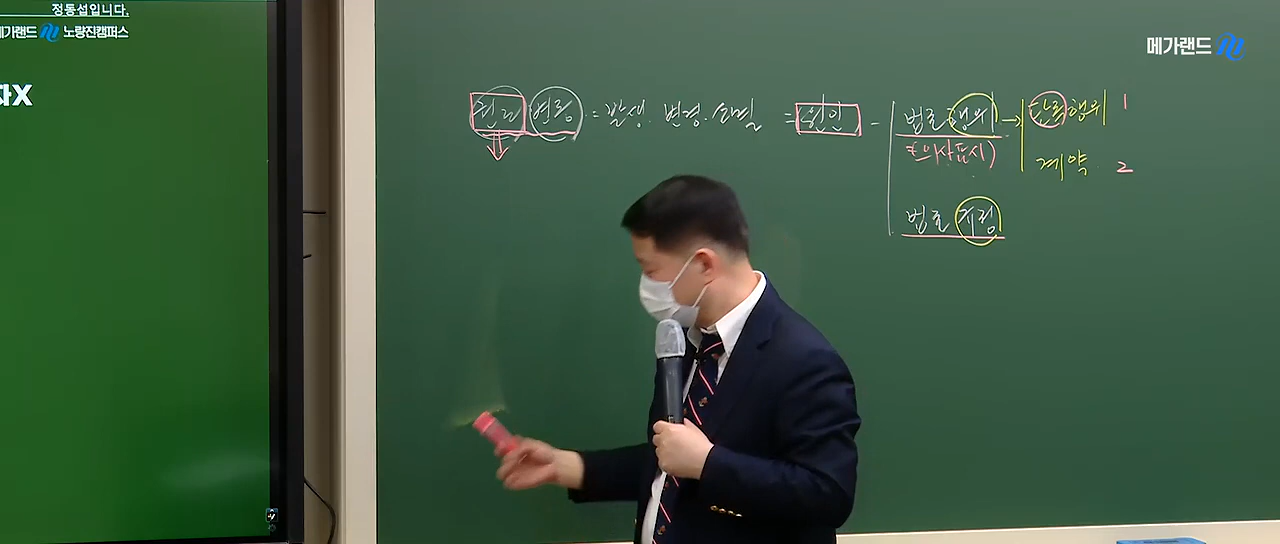 정동섭입니다.
메가랜드 노량진캠퍼스
X
메가랜드
권리 변동 = 발생. 변경. 소멸 = 원인 - 법률행위 → 단독행위 1
(의사표시) 계약 2
법률 규정